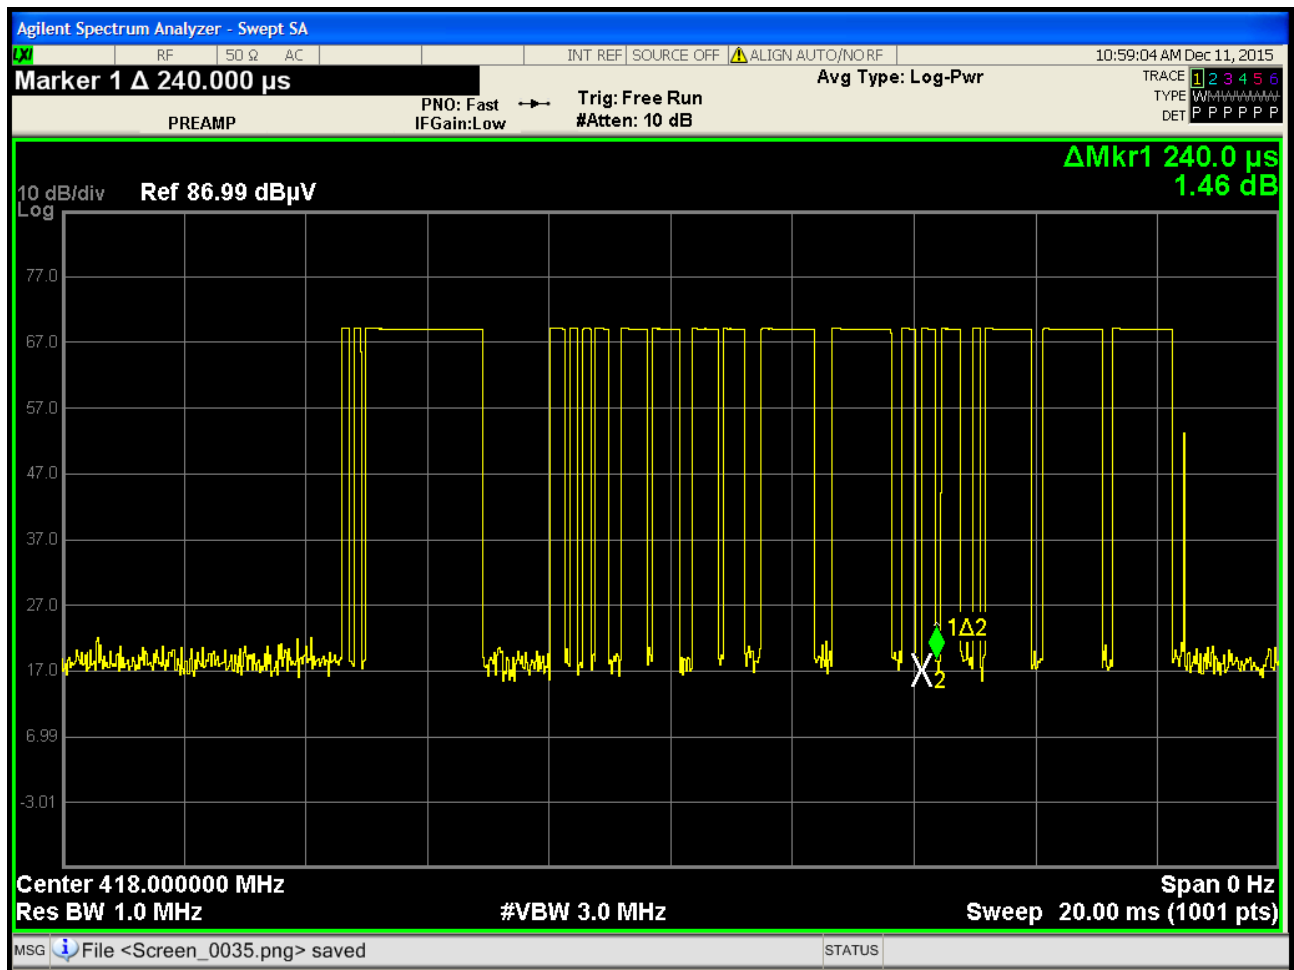 Agilent Spectrum Analyzer - Swept SA
LXI RF 50 Ω AC INT REF SOURCE OFF ALIGN AUTO/NO RF 10:59:04 AM Dec 11, 2015
Marker 1 Δ 240.000 µs
Avg Type: Log-Pwr
TRACE 1 2 3 4 5 6
PNO: Fast
Trig: Free Run
TYPE WMWWWW
PREAMP
IFGain:Low
#Atten: 10 dB
DET P P P P P P
ΔMkr1 240.0 µs
1.46 dB
10 dB/div Ref 86.99 dBµV
Log
77.0
67.0
57.0
47.0
37.0
27.0
1Δ2
17.0
2
6.99
-3.01
Center 418.000000 MHz Span 0 Hz
Res BW 1.0 MHz #VBW 3.0 MHz Sweep 20.00 ms (1001 pts)
MSG File <Screen_0035.png> saved STATUS